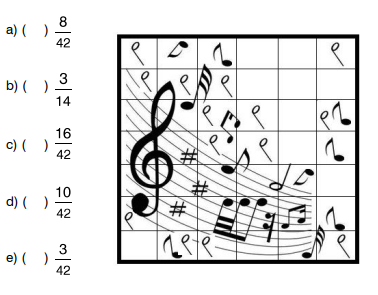 a) ( ) 8/42
b) ( ) 3/14
c) ( ) 16/42
d) ( ) 10/42
e) ( ) 3/42